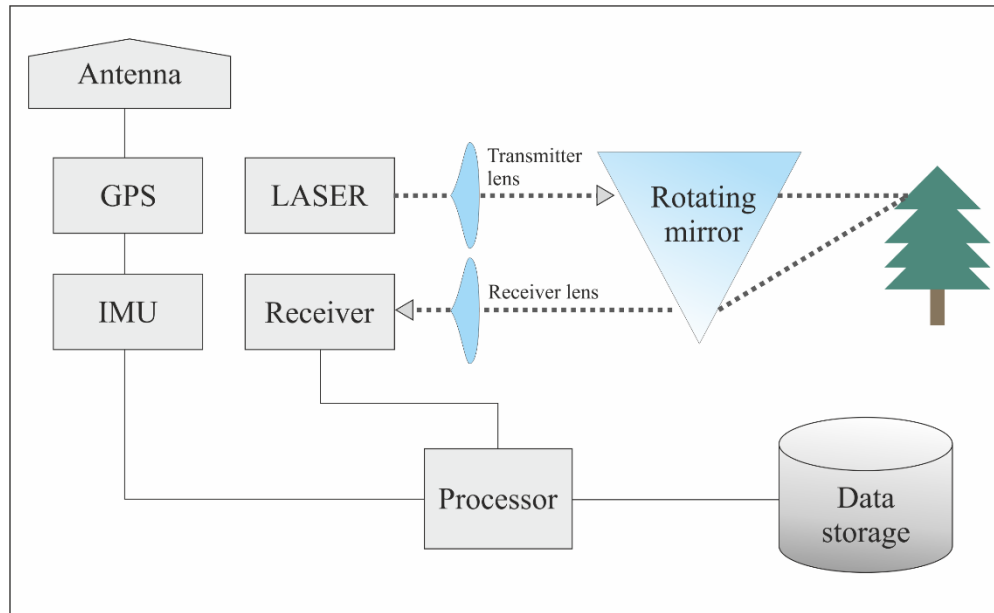 Antenna
GPS
LASER
Transmitter
lens
Rotating
mirror
IMU
Receiver
Receiver lens
Processor
Data
storage